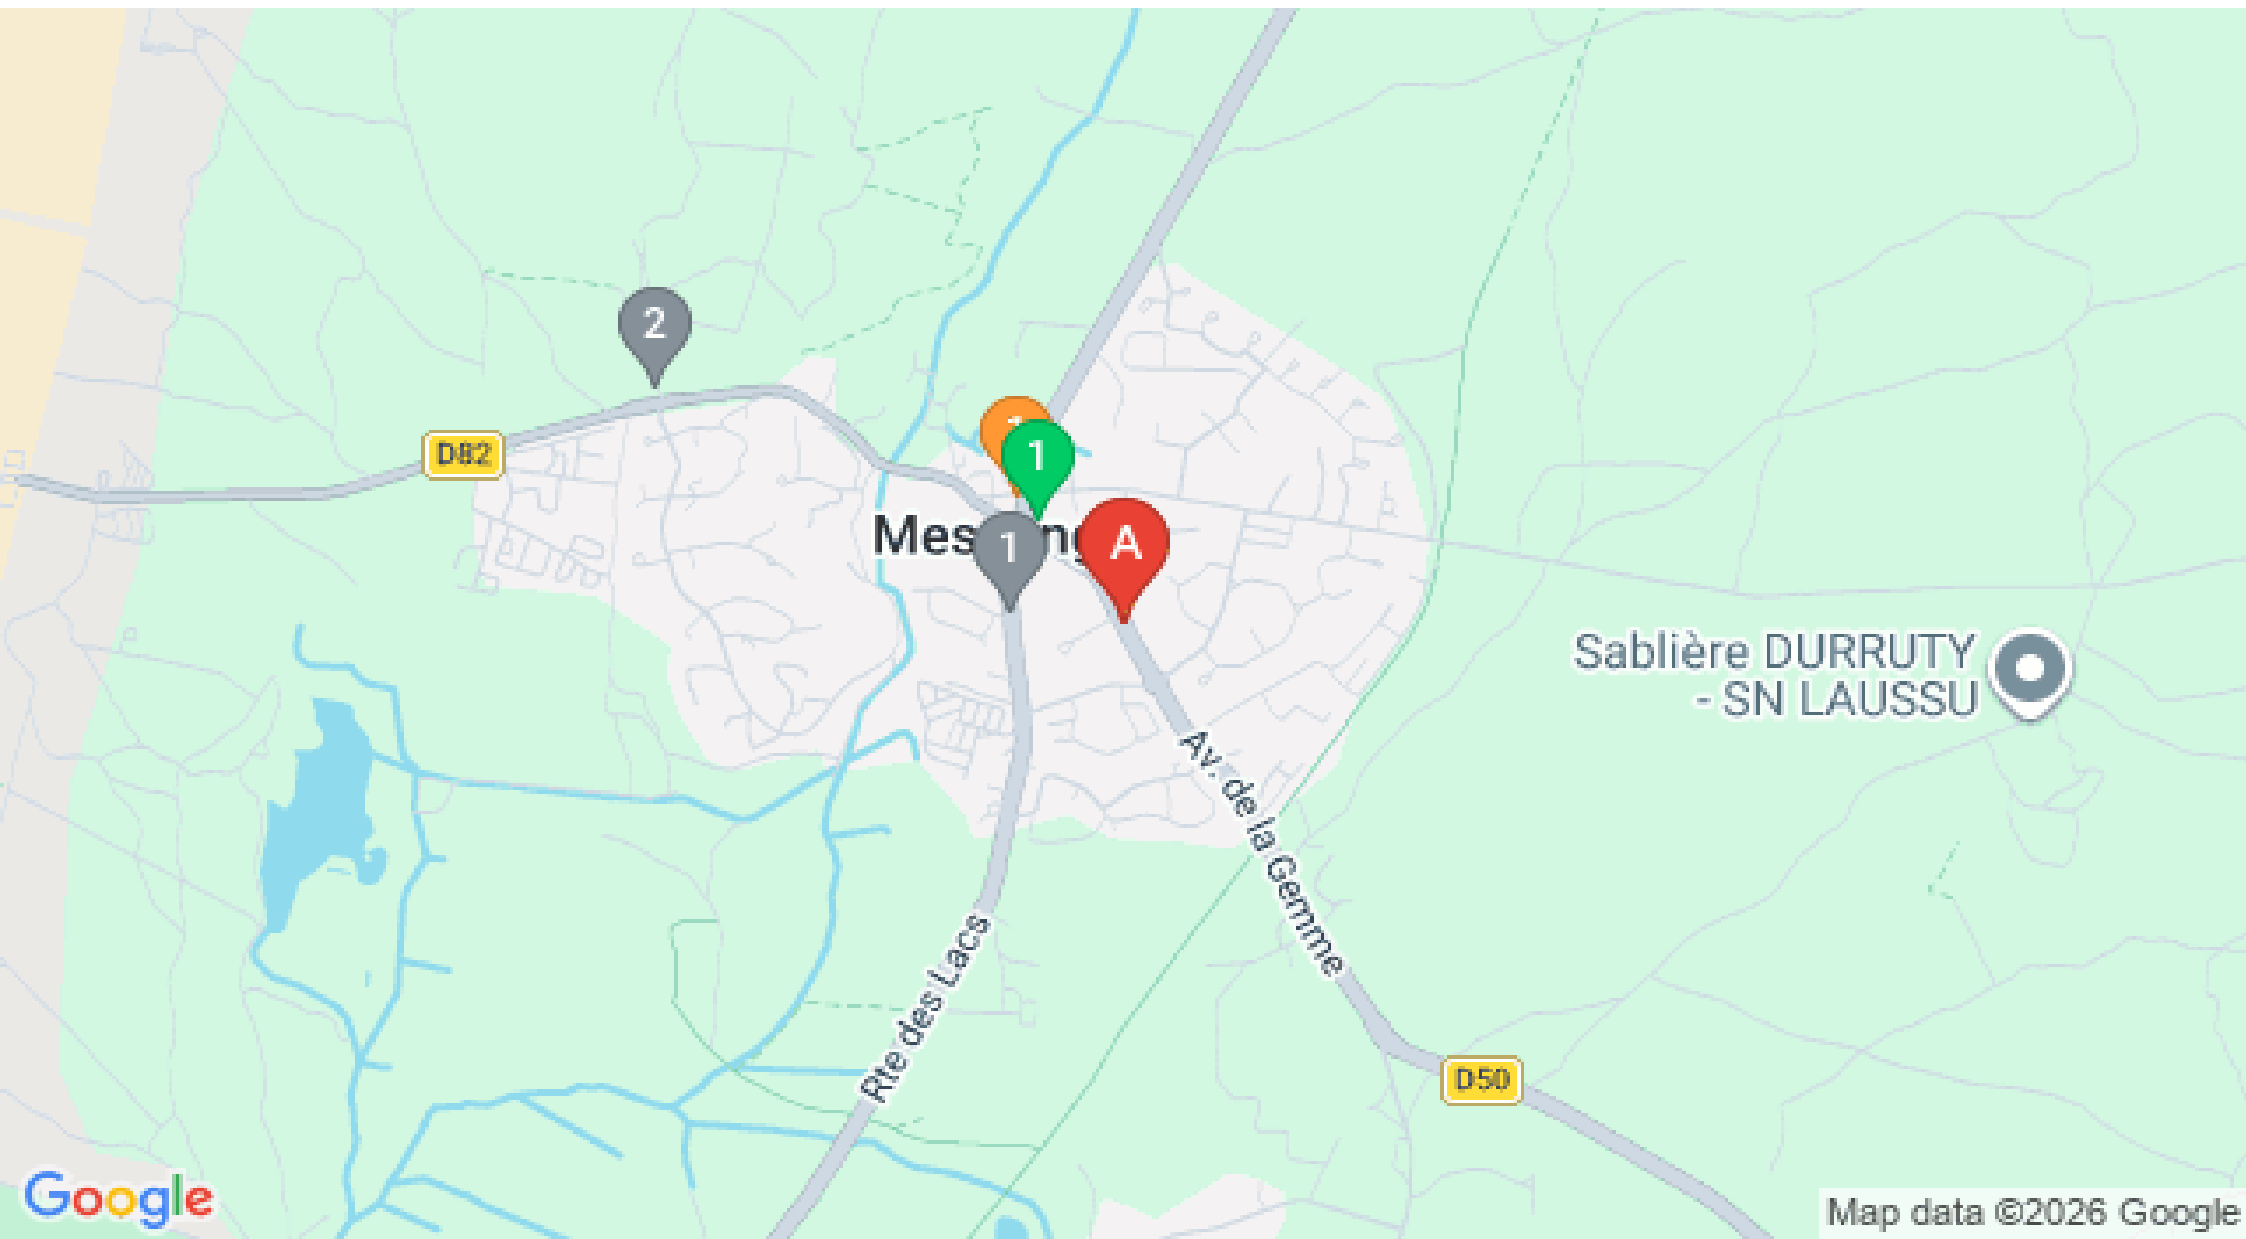 2
1
1
D82
Mes
1
A
Sablière DURRUTY
- SN LAUSSU
Av. de la Gemme
Rte des Lacs
D50
Google
Map data ©2026 Google